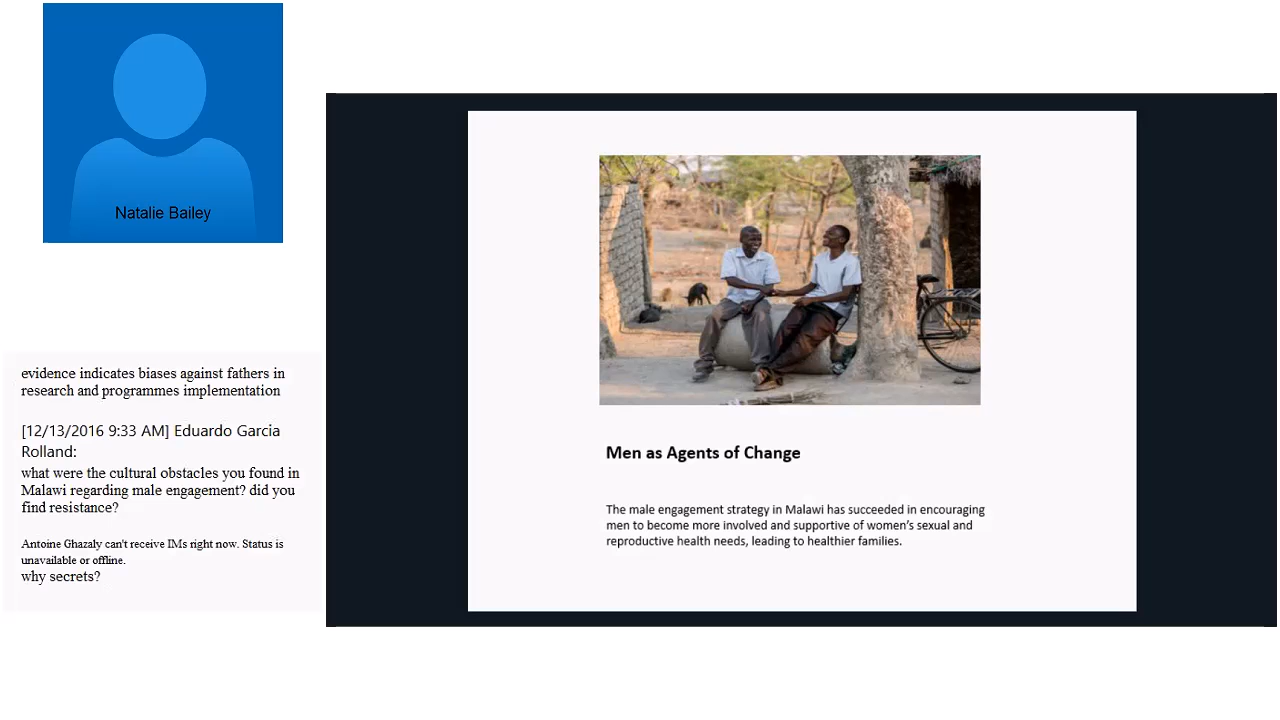 Natalie Bailey
evidence indicates biases against fathers in
research and programmes implementation
[12/13/2016 9:33 AM] Eduardo Garcia
Rolland:
what were the cultural obstacles you found in
Malawi regarding male engagement? did you
find resistance?
Antoine Ghazaly can't receive IMs right now. Status is
unavailable or offline.
why secrets?
Men as Agents of Change
The male engagement strategy in Malawi has succeeded in encouraging
men to become more involved and supportive of women's sexual and
reproductive health needs, leading to healthier families.